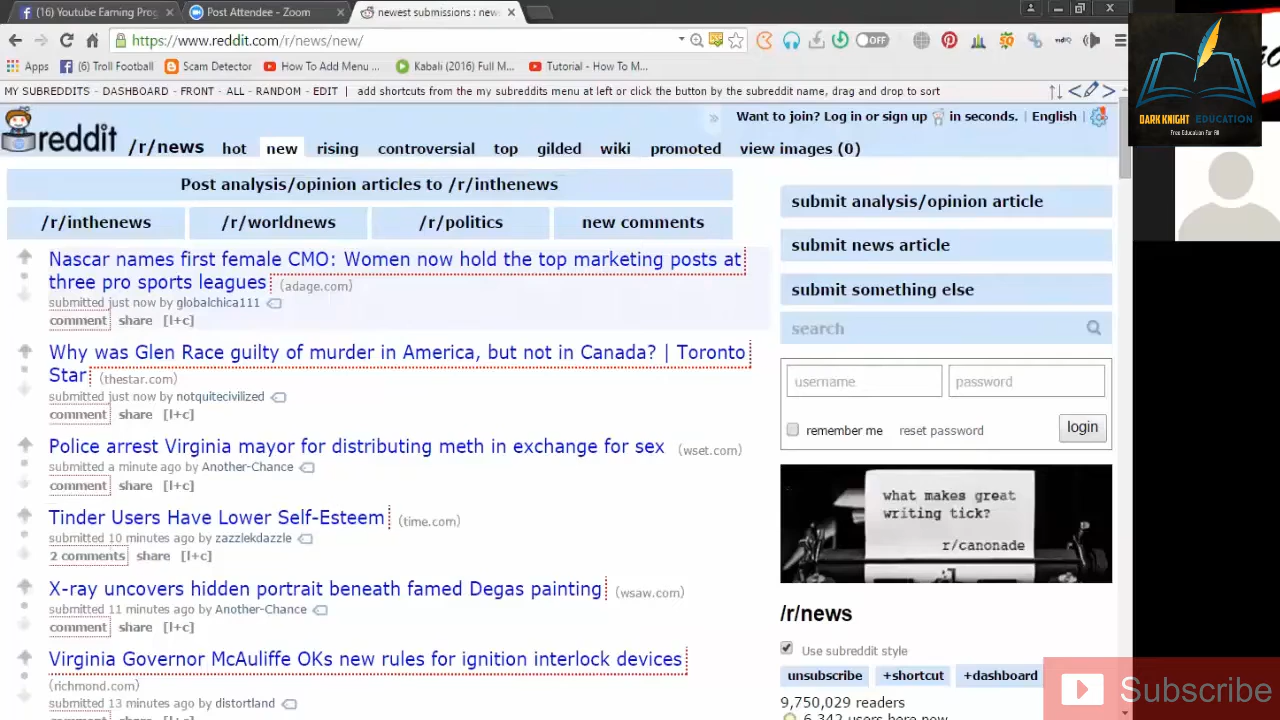 (16) Youtube Earning Prog
Post Attendee - Zoom
newest submissions : new
https://www.reddit.com/r/news/new/
OFF
Apps
(6) Troll Football
Scam Detector
How To Add Menu ...
Kabali (2016) Full M...
Tutorial - How To M...
MY SUBREDDITS - DASHBOARD - FRONT - ALL - RANDOM - EDIT | add shortcuts from the my subreddits menu at left or click the button by the subreddit name, drag and drop to sort
DARK KNIGHT EDUCATION
Free Education For All
Want to join? Log in or sign up in seconds. | English |
reddit /r/news hot new rising controversial top gilded wiki promoted view images (0)
Post analysis/opinion articles to /r/inthenews
/r/inthenews
/r/worldnews
/r/politics
new comments
Nascar names first female CMO: Women now hold the top marketing posts at
three pro sports leagues (adage.com)
submitted just now by globalchica111
comment share [l+c]
Why was Glen Race guilty of murder in America, but not in Canada? | Toronto
Star (thestar.com)
submitted just now by notquitecivilized
comment share [l+c]
Police arrest Virginia mayor for distributing meth in exchange for sex (wset.com)
submitted a minute ago by Another-Chance
comment share [l+c]
Tinder Users Have Lower Self-Esteem (time.com)
submitted 10 minutes ago by zazzlekdazzle
2 comments share [l+c]
X-ray uncovers hidden portrait beneath famed Degas painting (wsaw.com)
submitted 11 minutes ago by Another-Chance
comment share [l+c]
Virginia Governor McAuliffe OKs new rules for ignition interlock devices
(richmond.com)
submitted 13 minutes ago by distortland
submit analysis/opinion article
submit news article
submit something else
search
username
password
remember me reset password
login
what makes great
writing tick?
r/canonade
/r/news
Use subreddit style
unsubscribe
+shortcut
+dashboard
9,750,029 readers
6,342 users here now
Subscribe